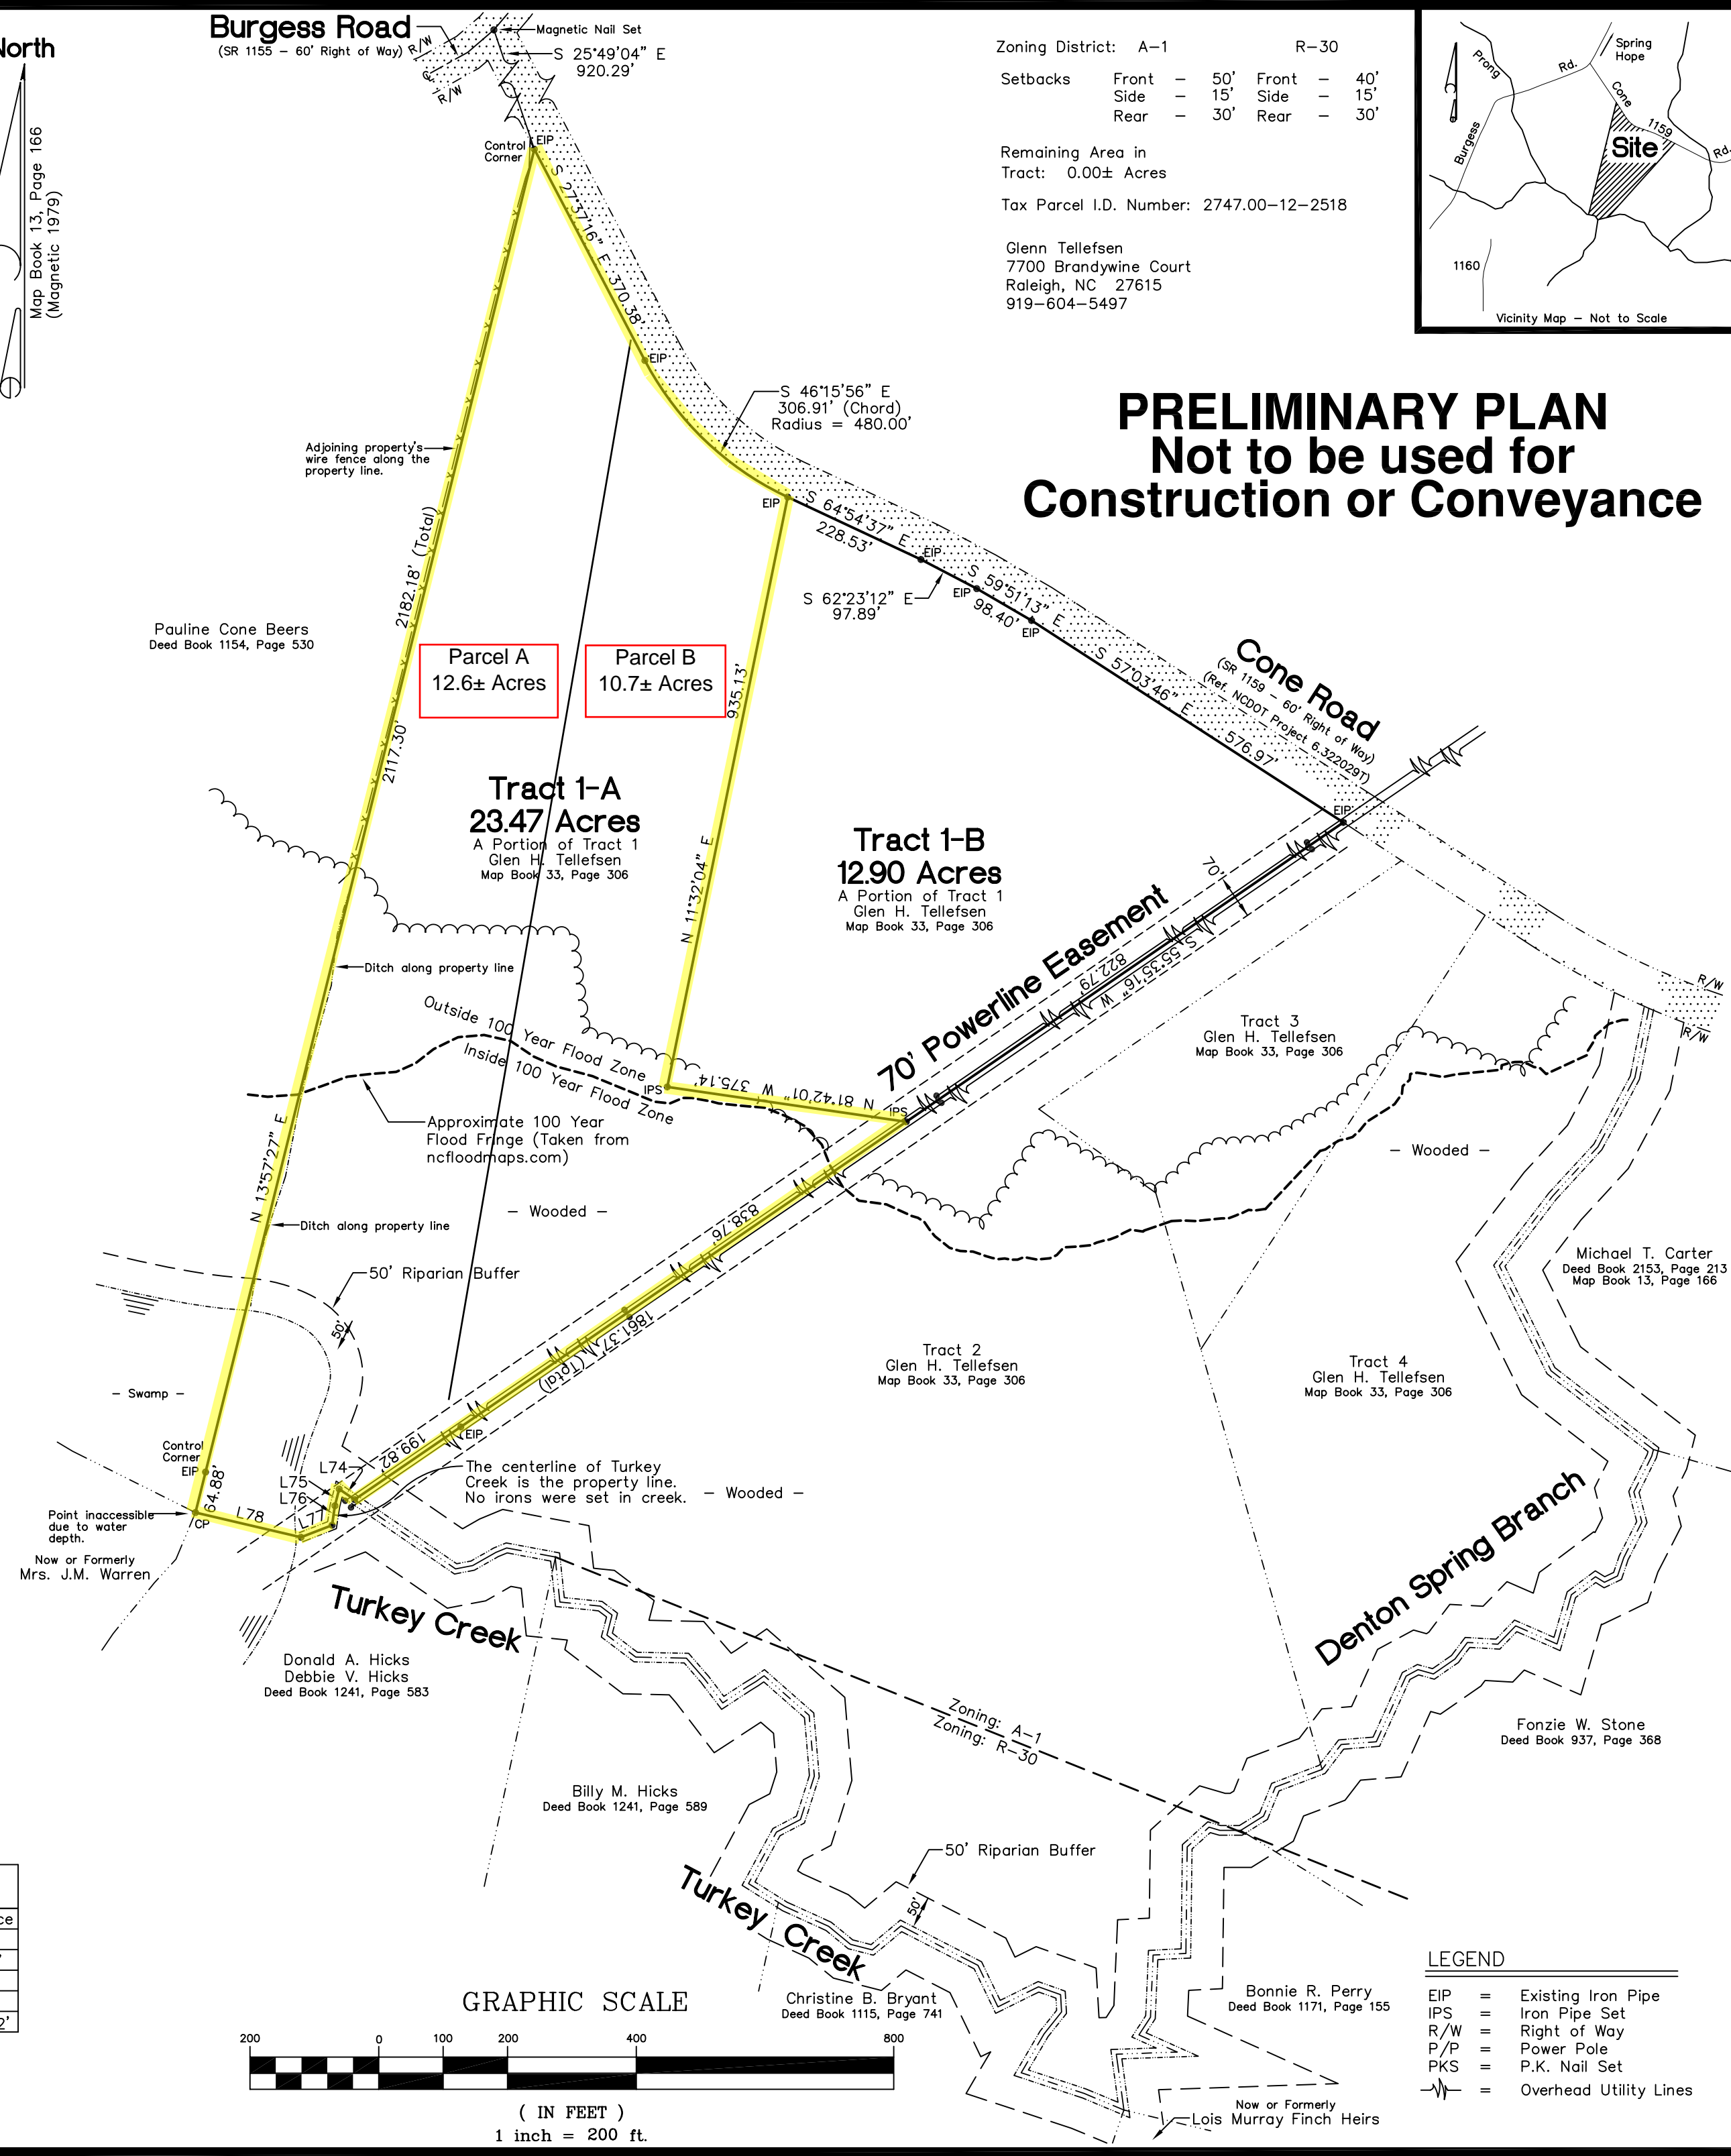 North
Map Book 13, Page 166
(Magnetic 1979)
Burgess Road
(SR 1155 – 60' Right of Way)
R/W
R/W
Magnetic Nail Set
S 25°49'04" E
920.29'
Control
Corner
EIP
S 27°37'16" E 370.38'
EIP
Zoning District: A-1 R-30
Setbacks Front – 50' Front – 40'
Side – 15' Side – 15'
Rear – 30' Rear – 30'
Remaining Area in
Tract: 0.00± Acres
Tax Parcel I.D. Number: 2747.00-12-2518
Glenn Tellefsen
7700 Brandywine Court
Raleigh, NC 27615
919-604-5497
Prong
Rd.
Spring
Hope
Cone
1159
Rd.
Burgess
Site
1160
Vicinity Map – Not to Scale
PRELIMINARY PLAN
Not to be used for
Construction or Conveyance
S 46°15'56" E
306.91' (Chord)
Radius = 480.00'
Adjoining property's
wire fence along the
property line.
EIP
S 64°54'37" E
228.53'
EIP
S 62°23'12" E
97.89'
EIP
S 59°51'13" E
98.40'
EIP
S 57°03'46" E 576.97'
Cone Road
(SR 1159 – 60' Right of Way)
(Ref. NCDOT Project 6.322029T)
EIP
2182.18' (Total)
2117.30'
Pauline Cone Beers
Deed Book 1154, Page 530
Parcel A
12.6± Acres
Parcel B
10.7± Acres
935.13'
N 11°32'04" E
Tract 1-A
23.47 Acres
A Portion of Tract 1
Glen H. Tellefsen
Map Book 33, Page 306
Tract 1-B
12.90 Acres
A Portion of Tract 1
Glen H. Tellefsen
Map Book 33, Page 306
70'
70' Powerline Easement
S 55°35'16" W
822.79'
Ditch along property line
Outside 100 Year Flood Zone
Inside 100 Year Flood Zone
IPS
N 81°42'01" W 375.14'
IPS
Tract 3
Glen H. Tellefsen
Map Book 33, Page 306
R/W
R/W
Approximate 100 Year
Flood Fringe (Taken from
ncfloodmaps.com)
N 13°57'27" E
– Wooded –
– Wooded –
Ditch along property line
838.76'
1861.37' (Total)
50' Riparian Buffer
50'
Michael T. Carter
Deed Book 2153, Page 213
Map Book 13, Page 166
Tract 2
Glen H. Tellefsen
Map Book 33, Page 306
Tract 4
Glen H. Tellefsen
Map Book 33, Page 306
– Swamp –
Control
Corner
EIP
64.88'
199.82'
EIP
L74
L75
L76
L77
L78
CP
The centerline of Turkey
Creek is the property line.
No irons were set in creek.
– Wooded –
Point inaccessible
due to water
depth.
Now or Formerly
Mrs. J.M. Warren
Turkey Creek
Denton Spring Branch
Donald A. Hicks
Debbie V. Hicks
Deed Book 1241, Page 583
Zoning: A-1
Zoning: R-30
Fonzie W. Stone
Deed Book 937, Page 368
Billy M. Hicks
Deed Book 1241, Page 589
50' Riparian Buffer
50'
Turkey Creek
ce
2'
GRAPHIC SCALE
200 0 100 200 400 800
( IN FEET )
1 inch = 200 ft.
Christine B. Bryant
Deed Book 1115, Page 741
Bonnie R. Perry
Deed Book 1171, Page 155
Now or Formerly
Lois Murray Finch Heirs
LEGEND
EIP = Existing Iron Pipe
IPS = Iron Pipe Set
R/W = Right of Way
P/P = Power Pole
PKS = P.K. Nail Set
= Overhead Utility Lines